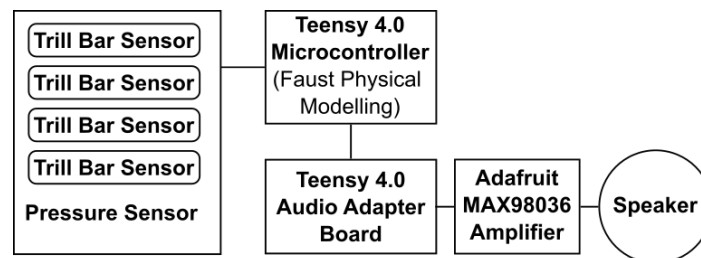 Trill Bar Sensor
Trill Bar Sensor
Trill Bar Sensor
Trill Bar Sensor
Pressure Sensor
Teensy 4.0
Microcontroller
(Faust Physical
Modelling)
Teensy 4.0
Audio Adapter
Board
Adafruit
MAX98036
Amplifier
Speaker